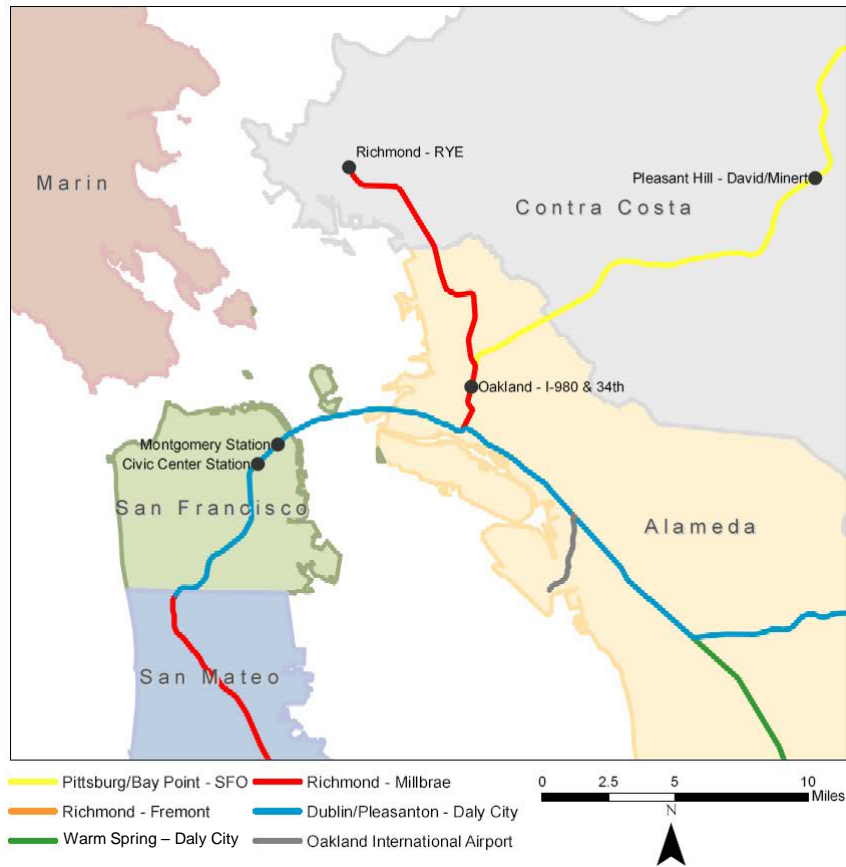 Richmond - RYE
Marin
Pleasant Hill - David/Minert
Contra Costa
Oakland - I-980 & 34th
Montgomery Station
Civic Center Station
San Francisco
Alameda
San Mateo
Pittsburg/Bay Point - SFO
Richmond - Millbrae
0 2.5 5 10
Richmond - Fremont
Dublin/Pleasanton - Daly City
Miles
N
Warm Spring – Daly City
Oakland International Airport